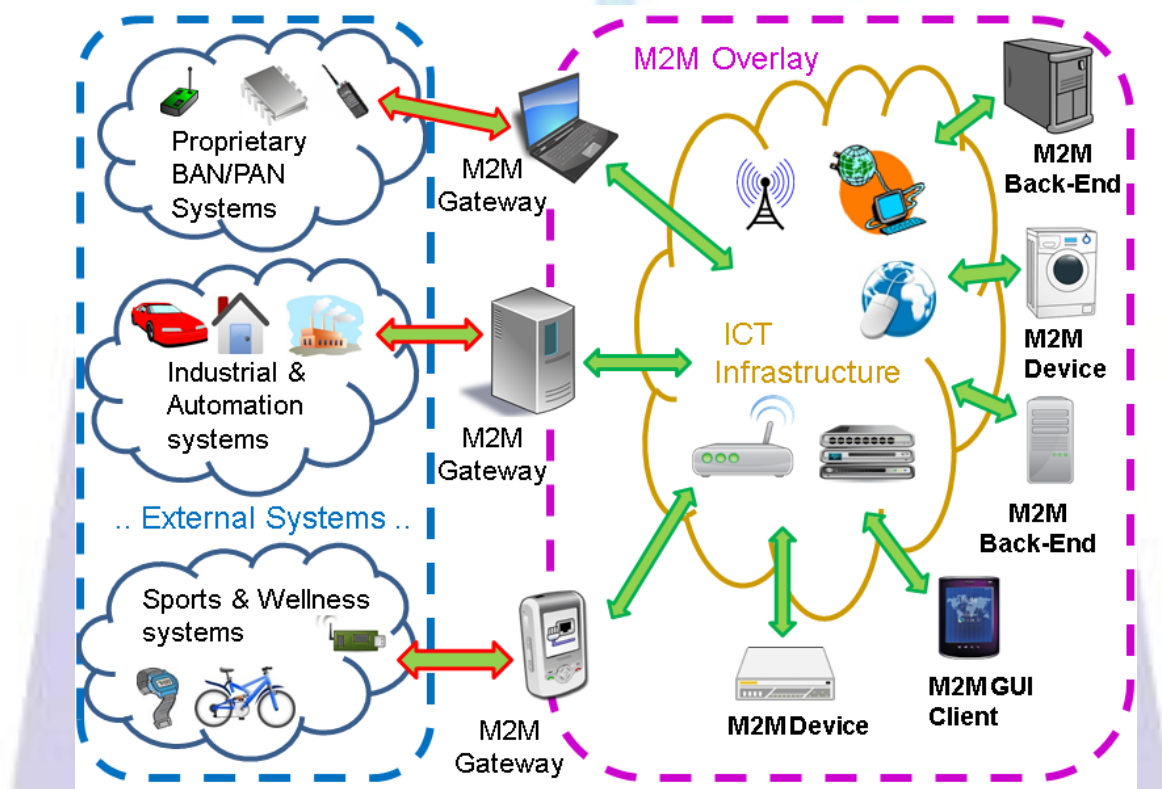 M2M Overlay
Proprietary
BAN/PAN
Systems
M2M
Gateway
M2M
Back-End
Industrial &
Automation
systems
M2M
Gateway
ICT
Infrastructure
M2M
Device
M2M
Back-End
.. External Systems ..
Sports & Wellness
systems
M2M
Gateway
M2M Device
M2M GUI
Client